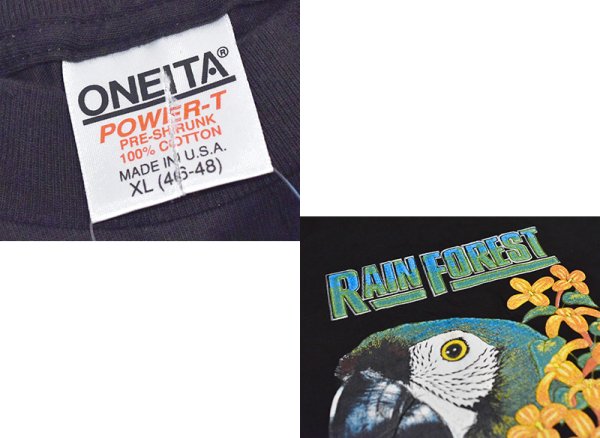 ONEITA®
POWER-T
PRE-SHRUNK
100% COTTON
MADE IN U.S.A.
XL (46-48)
RAIN FOREST